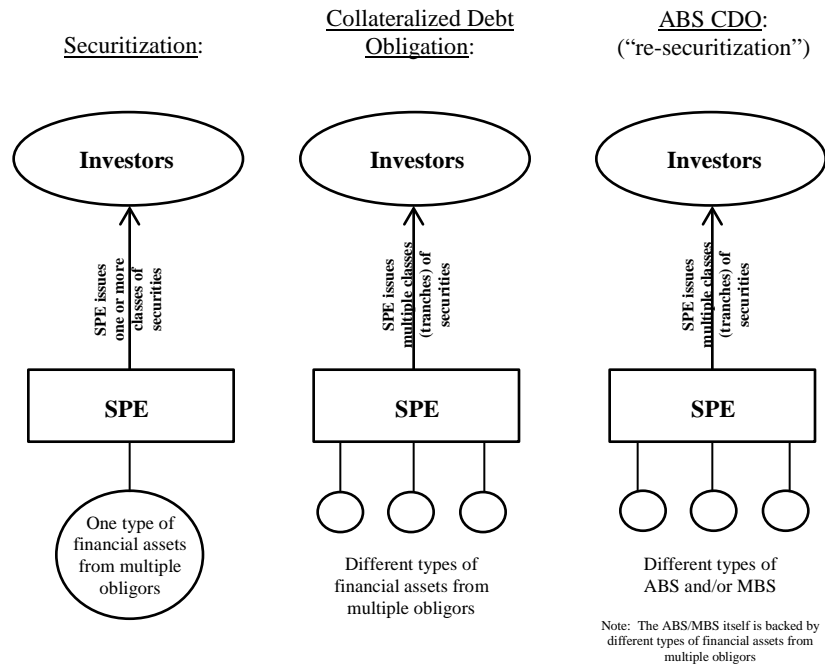 Securitization:
Investors
SPE issues
one or more
classes of
securities
SPE
One type of
financial assets
from multiple
obligors
Collateralized Debt
Obligation:
Investors
SPE issues
multiple classes
(tranches) of
securities
SPE
Different types of
financial assets from
multiple obligors
ABS CDO:
(“re-securitization”)
Investors
SPE issues
multiple classes
(tranches) of
securities
SPE
Different types of
ABS and/or MBS
Note: The ABS/MBS itself is backed by
different types of financial assets from
multiple obligors